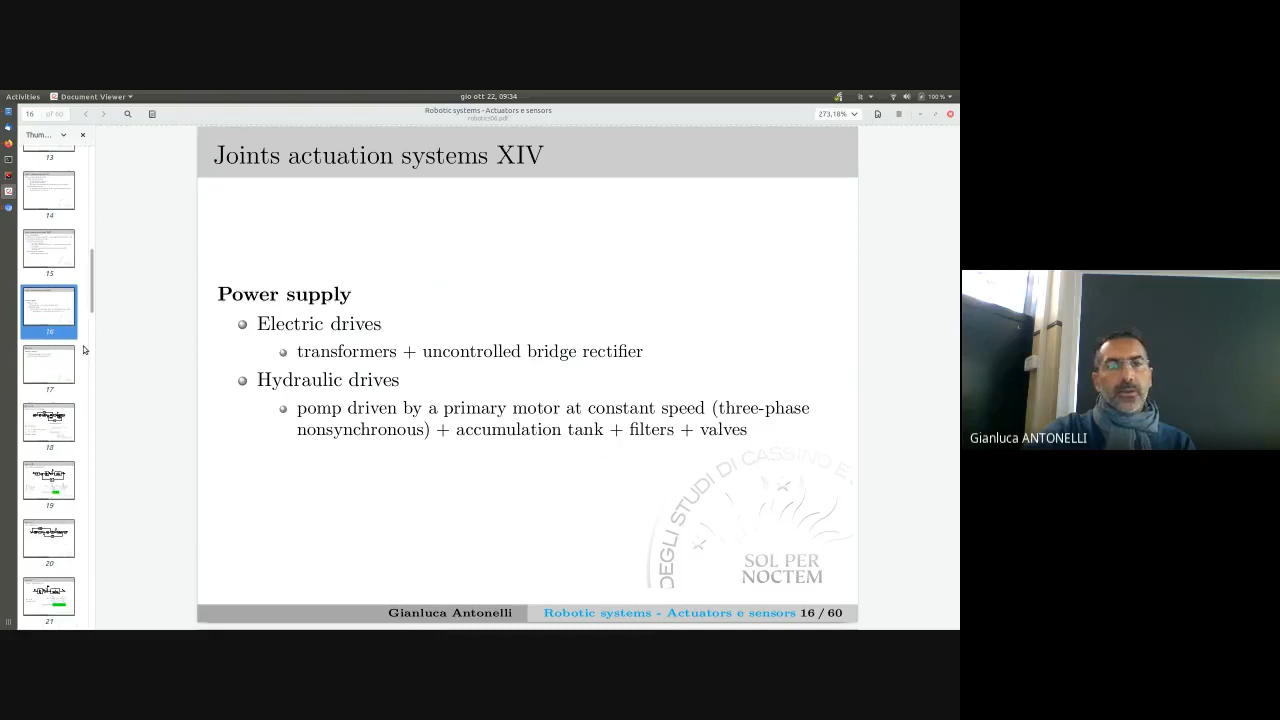 Activities
Document Viewer
gio ott 22, 09:34
100 %
16 of 60
Robotic systems - Actuators e sensors
robotics06.pdf
273,18%
Thum...
13
14
15
16
17
18
19
20
21
Joints actuation systems XIV
Power supply
Electric drives
transformers + uncontrolled bridge rectifier
Hydraulic drives
pump driven by a primary motor at constant speed (three-phase
nonsynchronous) + accumulation tank + filters + valves
DEGLI STUDI DI CASSINO E
SOL PER
NOCTEM
Gianluca Antonelli
Robotic systems - Actuators e sensors 16 / 60
Gianluca ANTONELLI